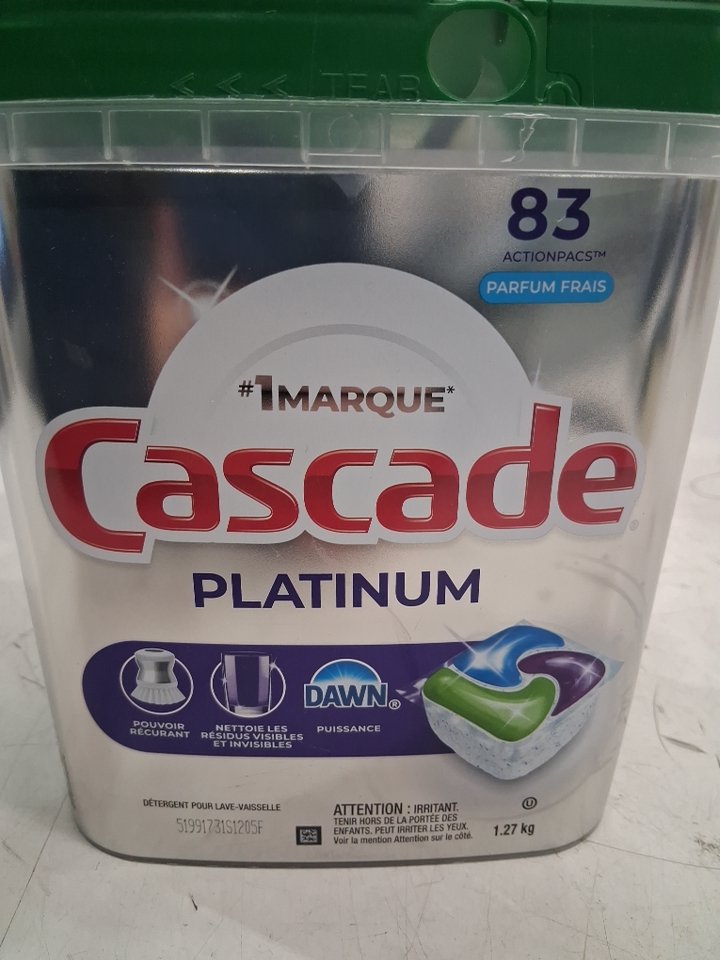 < < < TEAR
83
ACTIONPACS™
PARFUM FRAIS
#1 MARQUE*
Cascade®
PLATINUM
POUVOIR
RÉCURANT
NETTOIE LES
RÉSIDUS VISIBLES
ET INVISIBLES
DAWN®
PUISSANCE
DÉTERGENT POUR LAVE-VAISSELLE
51991731S1205F
ATTENTION : IRRITANT.
TENIR HORS DE LA PORTÉE DES
ENFANTS. PEUT IRRITER LES YEUX.
Voir la mention Attention sur le côté.
U
1.27 kg